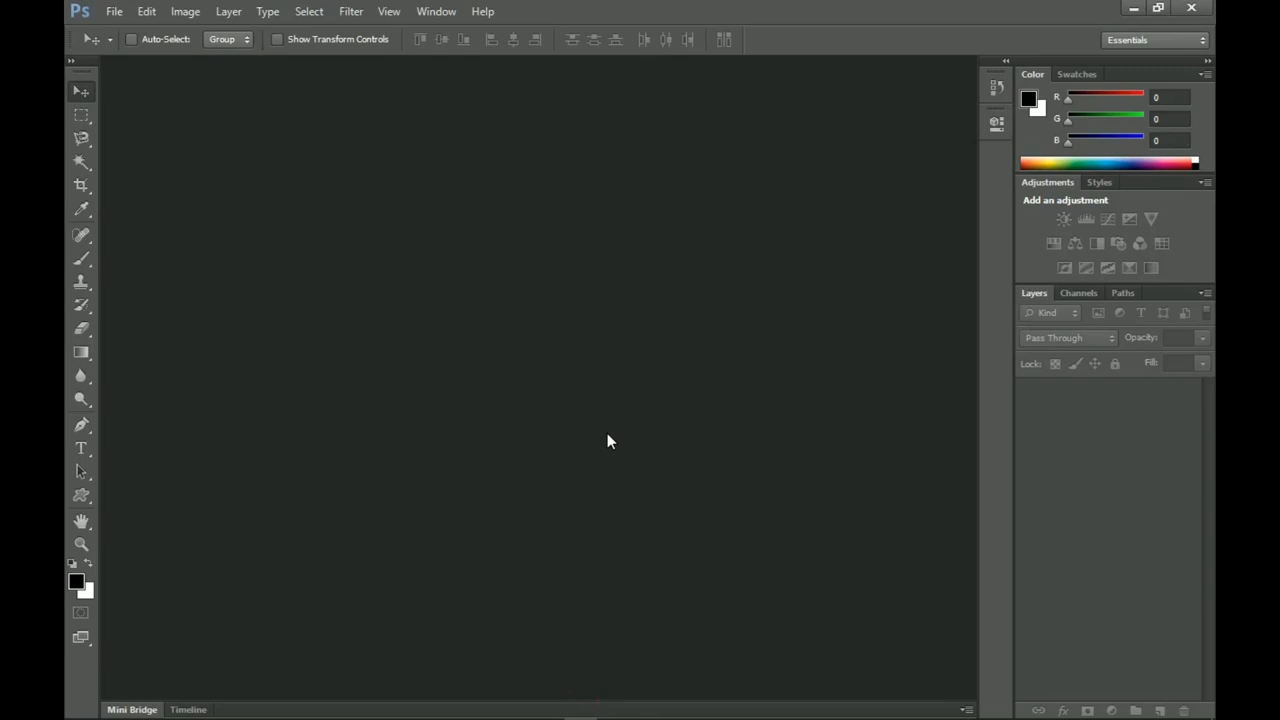 Ps File Edit Image Layer Type Select Filter View Window Help
Auto-Select: Group Show Transform Controls Essentials
Color Swatches
R 0
G 0
B 0
Adjustments Styles
Add an adjustment
Layers Channels Paths
Kind T
Pass Through Opacity:
Lock: Fill:
T
Mini Bridge Timeline fx